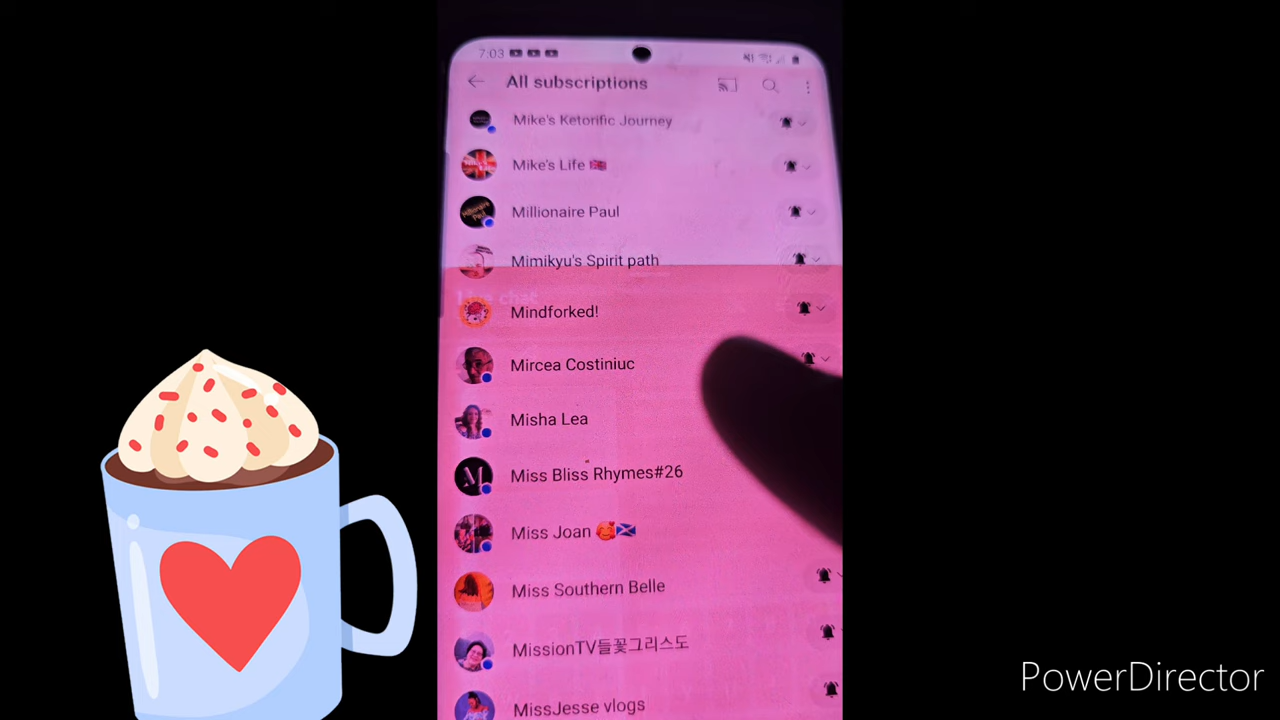 7:03
All subscriptions
Mike's Ketorific Journey
Mike's Life 🇬🇧
Millionaire Paul
Mimikyu's Spirit path
Live chat
Mindforked!
Mircea Costiniuc
Misha Lea
Miss Bliss Rhymes#26
Miss Joan 🥰🏴󠁧󠁢󠁳󠁣󠁴󠁿
Miss Southern Belle
MissionTV들꽃그리스도
MissJesse vlogs
PowerDirector